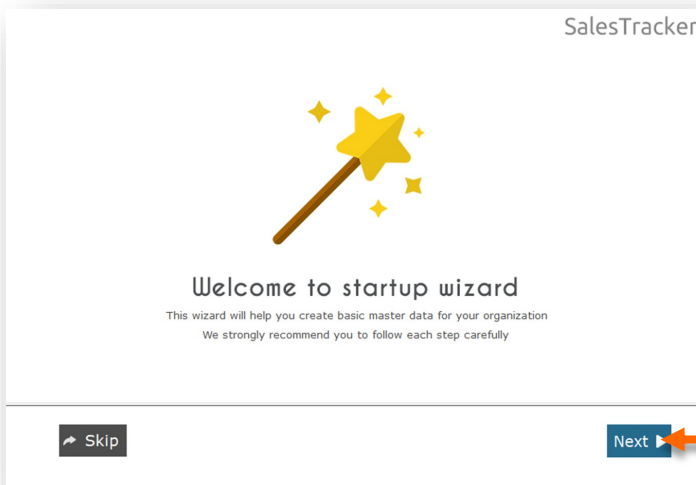 SalesTracker
Welcome to startup wizard
This wizard will help you create basic master data for your organization
We strongly recommend you to follow each step carefully
Skip
Next